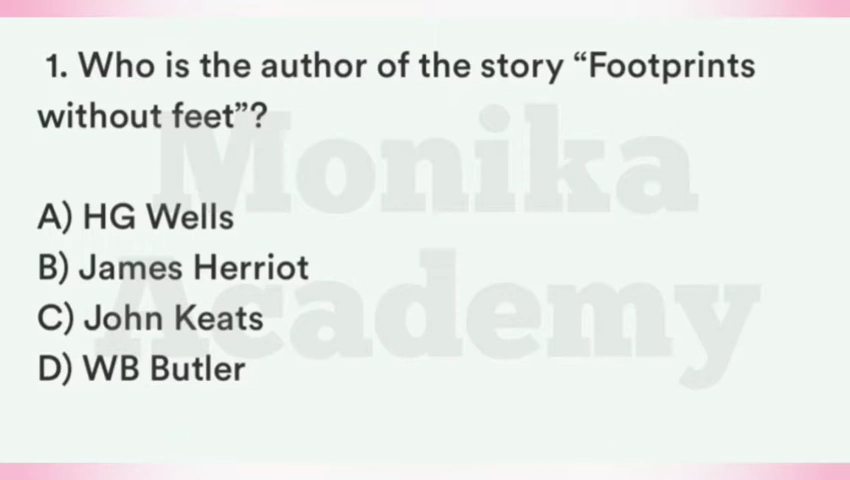 1. Who is the author of the story “Footprints
without feet”?
A) HG Wells
B) James Herriot
C) John Keats
D) WB Butler
Monika
Academy